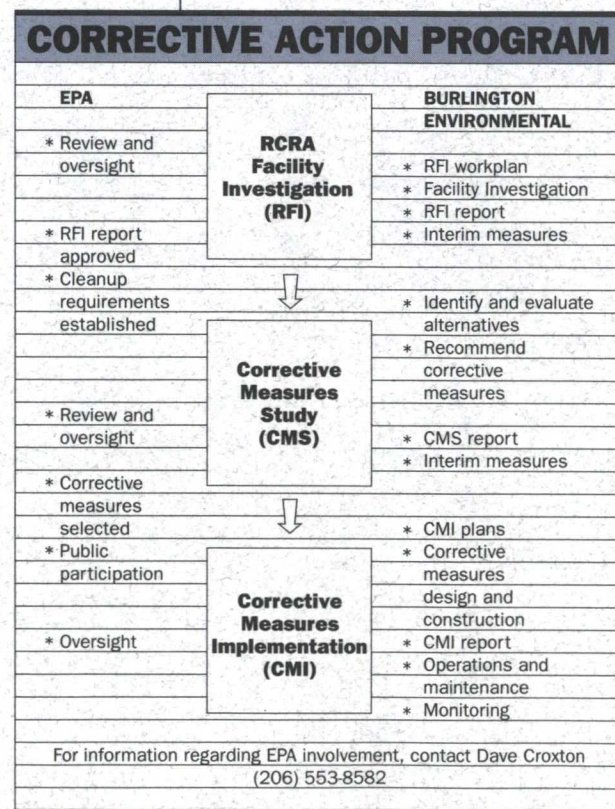 CORRECTIVE ACTION PROGRAM
EPA
* Review and
oversight
* RFI report
approved
* Cleanup
requirements
established
* Review and
oversight
* Corrective
measures
selected
* Public
participation
* Oversight
RCRA
Facility
Investigation
(RFI)
Corrective
Measures
Study
(CMS)
Corrective
Measures
Implementation
(CMI)
BURLINGTON
ENVIRONMENTAL
* RFI workplan
* Facility Investigation
* RFI report
* Interim measures
* Identify and evaluate
alternatives
* Recommend
corrective
measures
* CMS report
* Interim measures
* CMI plans
* Corrective
measures
design and
construction
* CMI report
* Operations and
maintenance
* Monitoring
For information regarding EPA involvement, contact Dave Croxton
(206) 553-8582